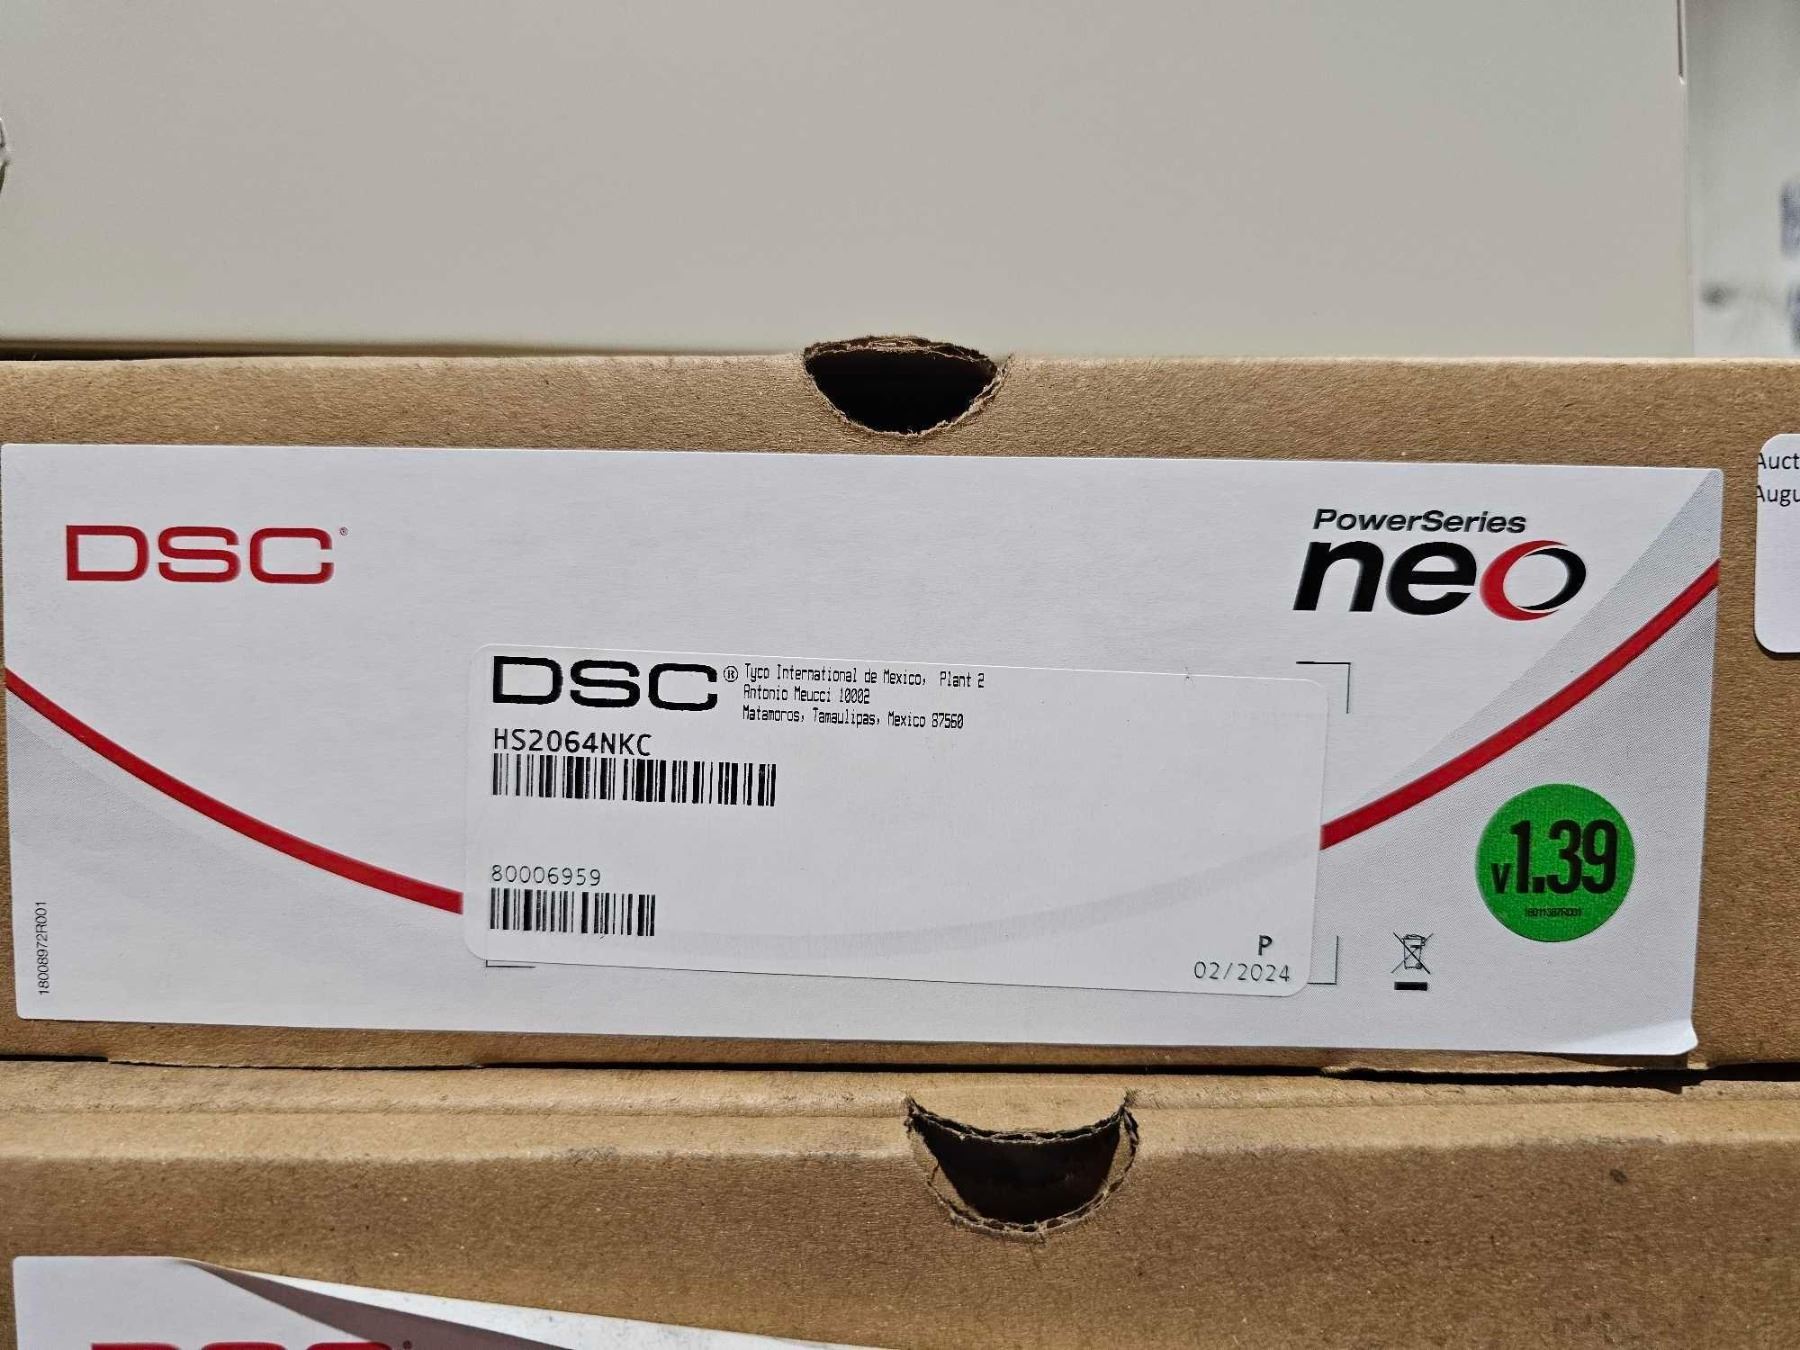 DSC®
PowerSeries
neo
DSC® Tyco International de Mexico, Plant 2
Antonio Meucci 10002
Matamoros, Tamaulipas, Mexico 87560
HS2064NKC
80006959
P
02/2024
v1.39
18008972R001
DSC